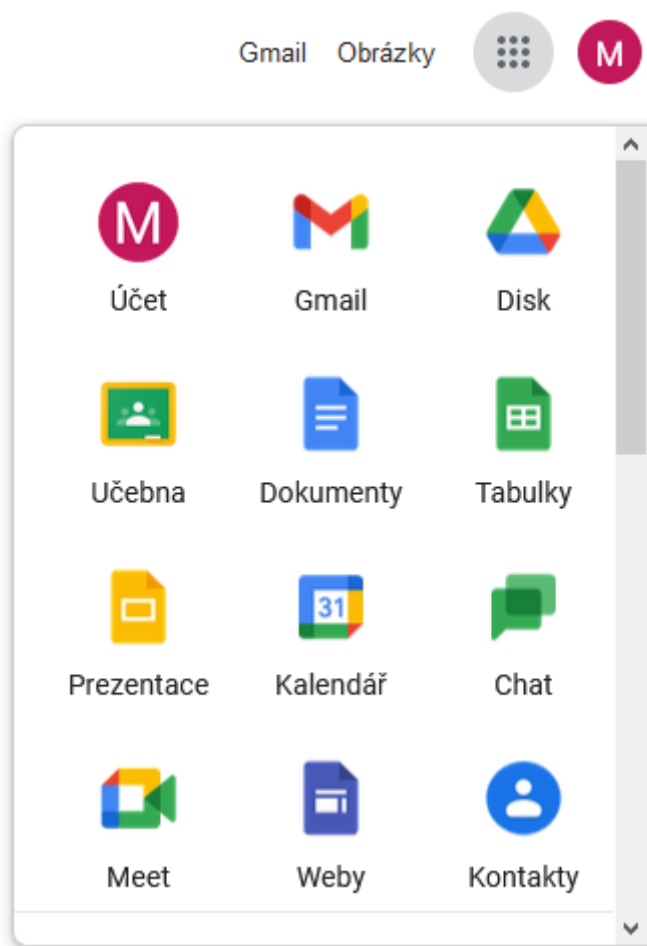 Gmail Obrázky M
M
Účet Gmail Disk
Učebna Dokumenty Tabulky
31
Prezentace Kalendář Chat
Meet Weby Kontakty